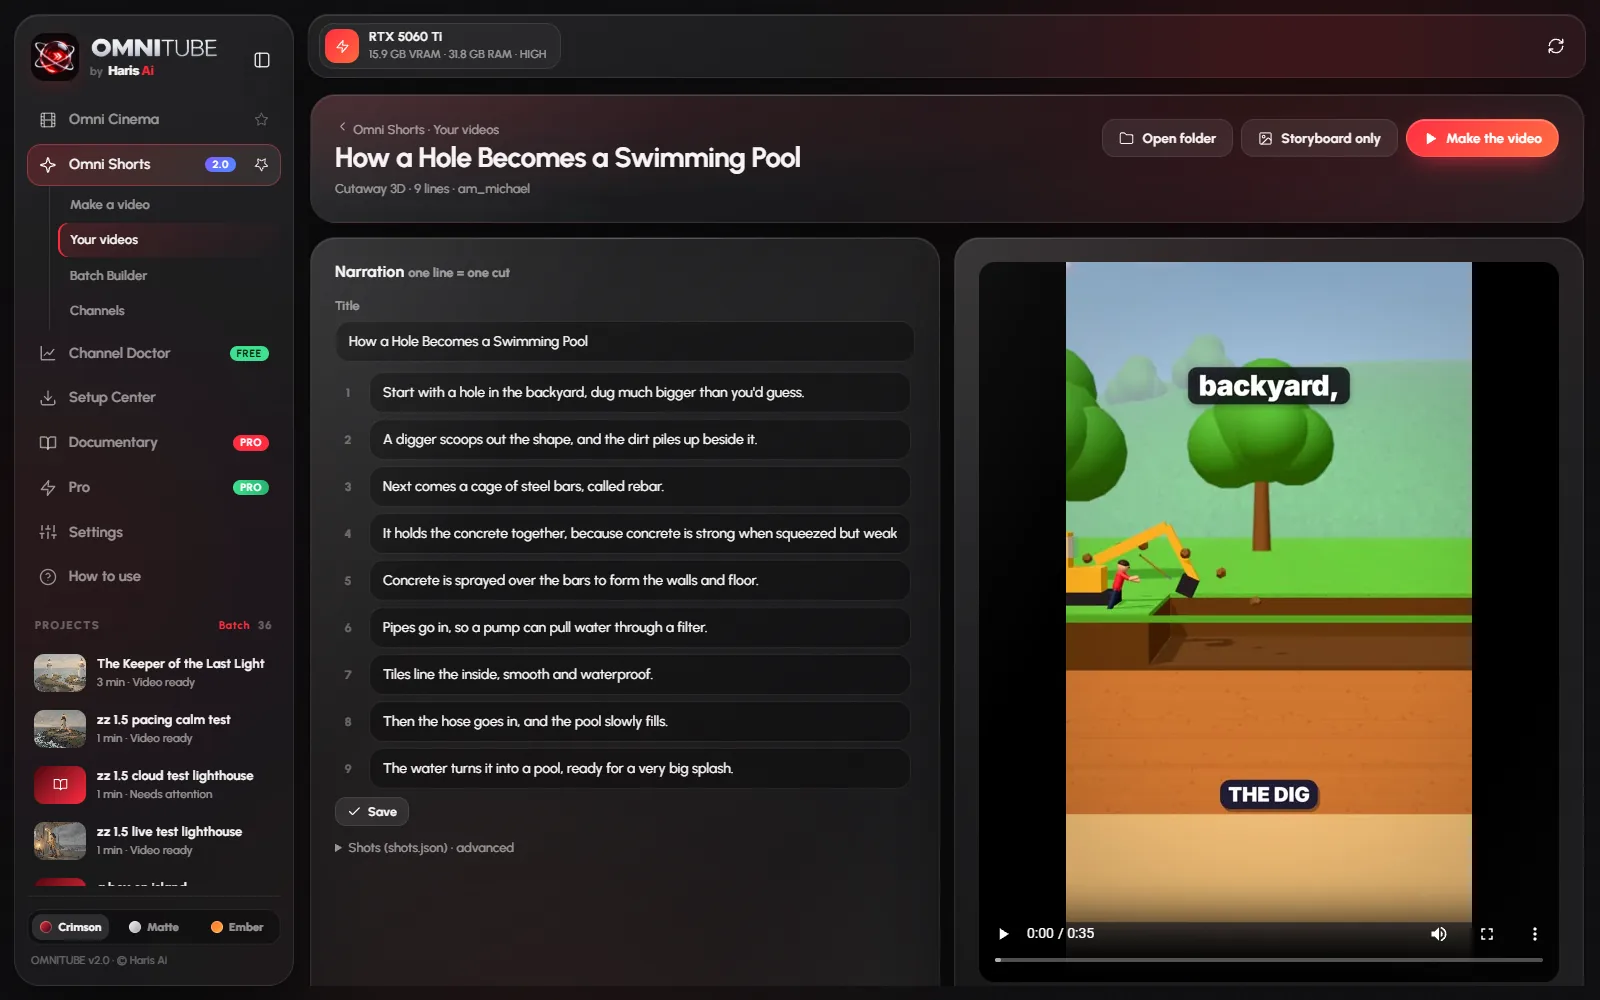 OMNITUBE
by Haris Ai
Omni Cinema
Omni Shorts 2.0
Make a video
Your videos
Batch Builder
Channels
Channel Doctor FREE
Setup Center
Documentary PRO
Pro PRO
Settings
How to use
PROJECTS Batch 36
The Keeper of the Last Light
3 min · Video ready
zz 1.5 pacing calm test
1 min · Video ready
zz 1.5 cloud test lighthouse
1 min · Needs attention
zz 1.5 live test lighthouse
1 min · Video ready
Crimson Matte Ember
OMNITUBE v2.0 · © Haris Ai
RTX 5060 Ti
15.9 GB VRAM · 31.8 GB RAM · HIGH
Omni Shorts · Your videos
How a Hole Becomes a Swimming Pool
Cutaway 3D · 9 lines · am_michael
Open folder
Storyboard only
Make the video
Narration one line = one cut
Title
How a Hole Becomes a Swimming Pool
1 Start with a hole in the backyard, dug much bigger than you'd guess.
2 A digger scoops out the shape, and the dirt piles up beside it.
3 Next comes a cage of steel bars, called rebar.
4 It holds the concrete together, because concrete is strong when squeezed but weak
5 Concrete is sprayed over the bars to form the walls and floor.
6 Pipes go in, so a pump can pull water through a filter.
7 Tiles line the inside, smooth and waterproof.
8 Then the hose goes in, and the pool slowly fills.
9 The water turns it into a pool, ready for a very big splash.
Save
Shots (shots.json) · advanced
backyard,
THE DIG
0:00 / 0:35